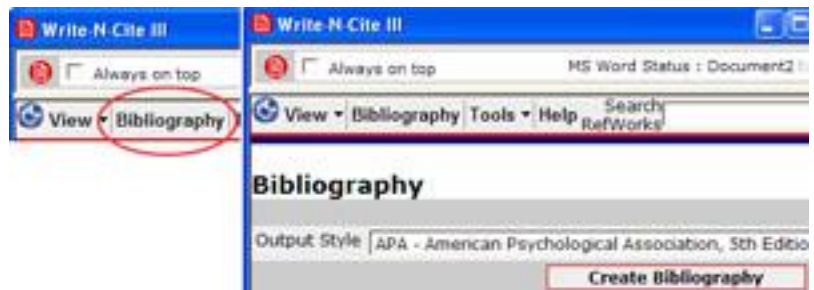 Write-N-Cite III
Always on top
View Bibliography
Write-N-Cite III
Always on top MS Word Status : Document2
View Bibliography Tools Help Search RefWorks
Bibliography
Output Style APA - American Psychological Association, 5th Editio
Create Bibliography